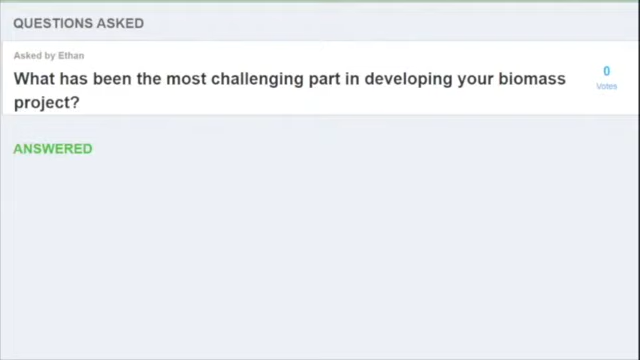 QUESTIONS ASKED
Asked by Ethan
What has been the most challenging part in developing your biomass
project?
0
Votes
ANSWERED